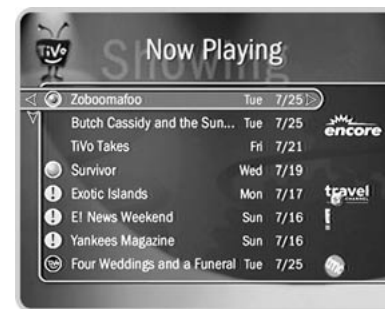 TiVo
Showing
Now Playing
Zoboomafoo Tue 7/25
Butch Cassidy and the Sun... Tue 7/25 encore
TiVo Takes Fri 7/21
Survivor Wed 7/19
Exotic Islands Mon 7/17 travel CHANNEL
E! News Weekend Sun 7/16
Yankees Magazine Sun 7/16
TiVo Four Weddings and a Funeral Tue 7/25